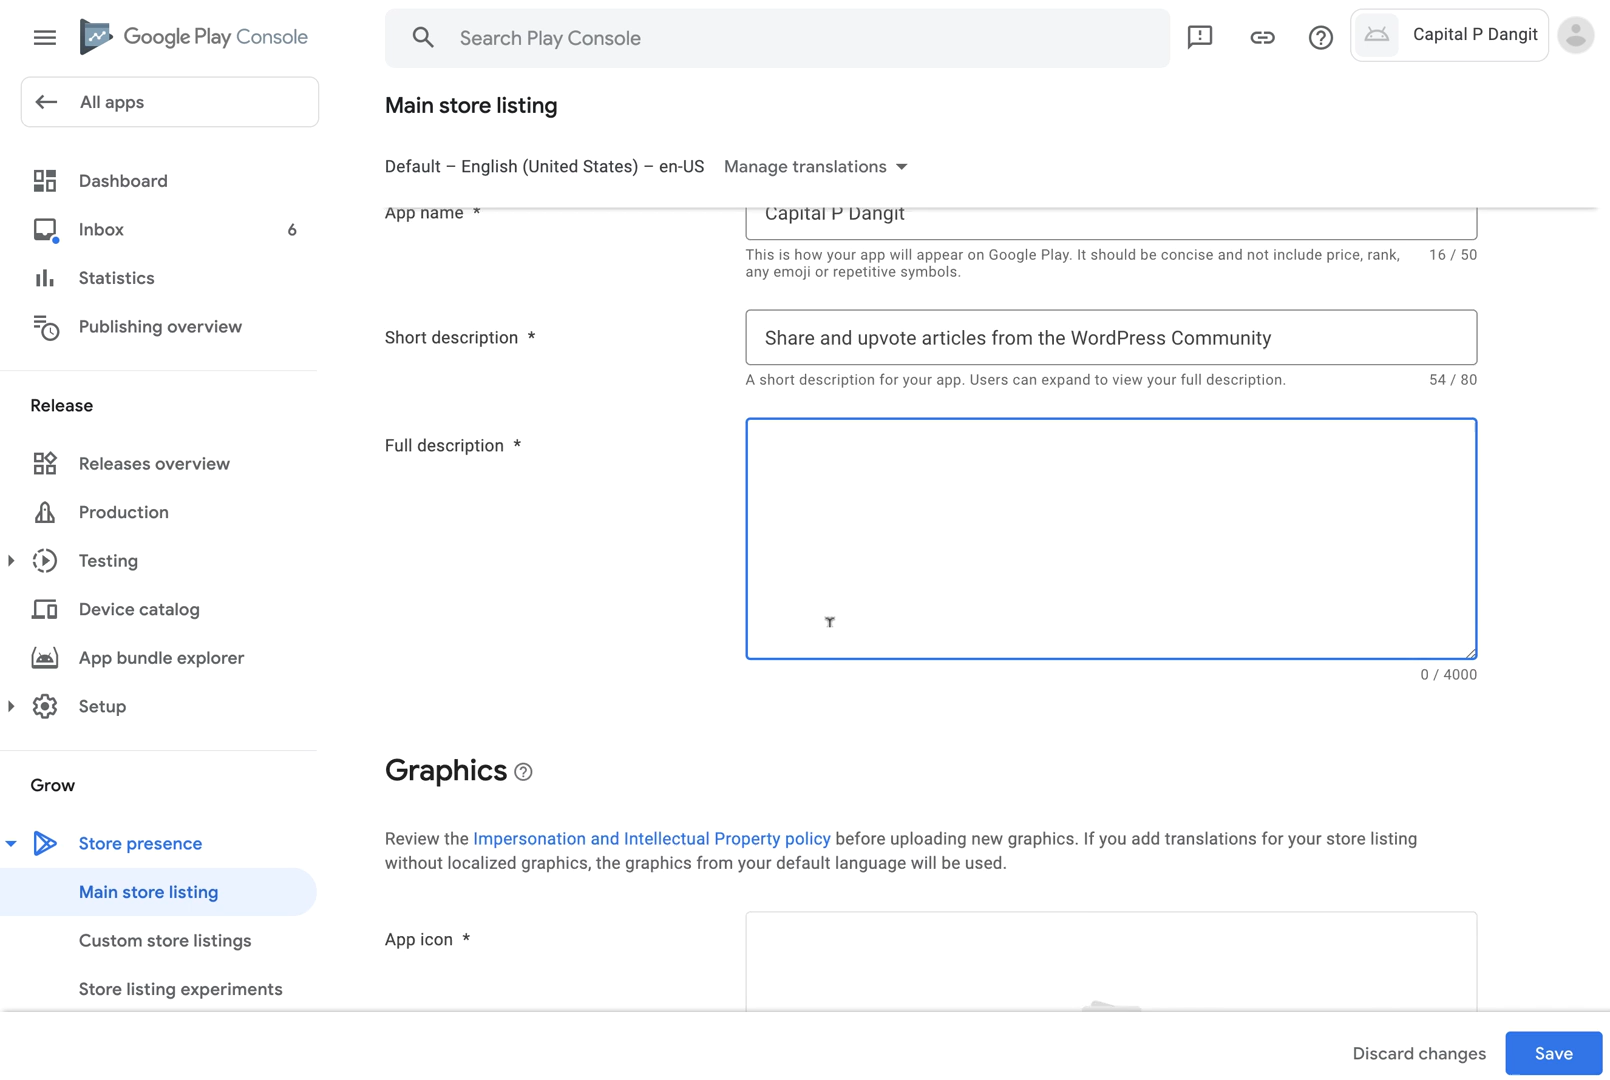 Google Play Console
Search Play Console
Capital P Dangit
All apps
Main store listing
Default – English (United States) – en-US
Manage translations
Dashboard
Inbox
6
Statistics
Publishing overview
Release
Releases overview
Production
Testing
Device catalog
App bundle explorer
Setup
Grow
Store presence
Main store listing
Custom store listings
Store listing experiments
App name *
Capital P Dangit
This is how your app will appear on Google Play. It should be concise and not include price, rank,
any emoji or repetitive symbols.
16 / 50
Short description *
Share and upvote articles from the WordPress Community
A short description for your app. Users can expand to view your full description.
54 / 80
Full description *
0 / 4000
Graphics
Review the Impersonation and Intellectual Property policy before uploading new graphics. If you add translations for your store listing
without localized graphics, the graphics from your default language will be used.
App icon *
Discard changes
Save